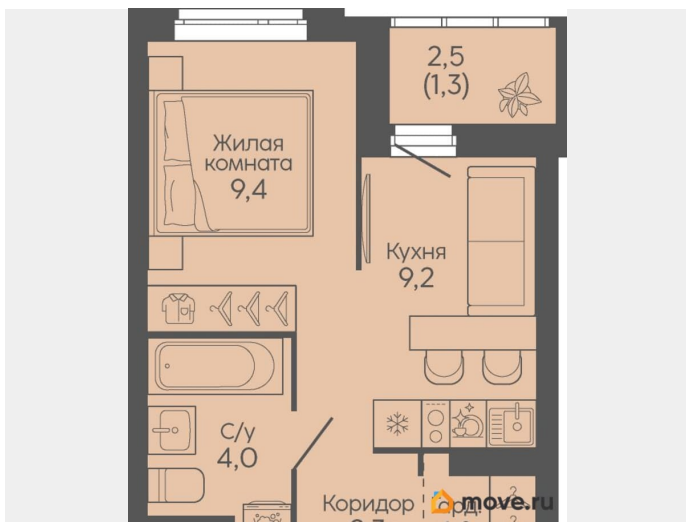 2,5
(1,3)
Жилая
комната
9,4
Кухня
9,2
С/у
4,0
Коридор
move.ru